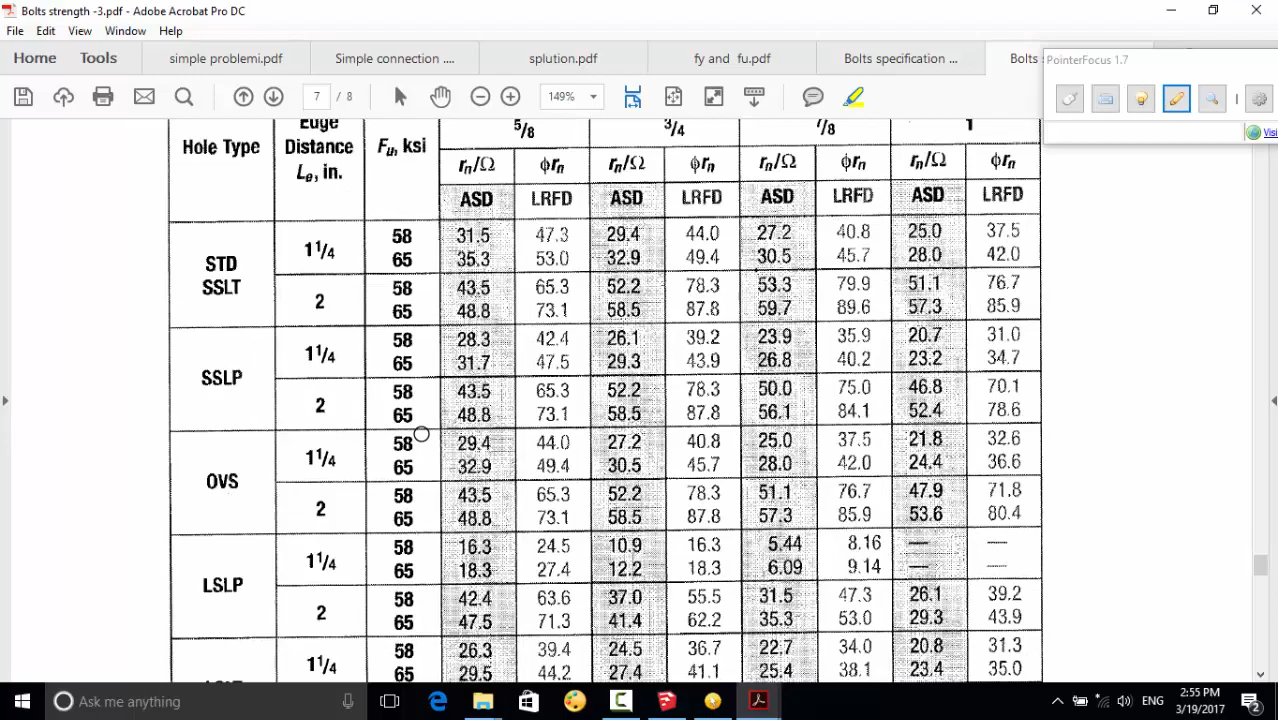 Bolts strength -3.pdf - Adobe Acrobat Pro DC
File Edit View Window Help
Home Tools simple problemi.pdf Simple connection .... splution.pdf fy and fu.pdf Bolts specification ... Bolts
PointerFocus 1.7
7 / 8 149%
Visi
Edge 5/8 3/4 7/8 1
Hole Type Distance Fu, ksi rn/Ω ϕrn rn/Ω ϕrn rn/Ω ϕrn rn/Ω ϕrn
Le, in. ASD LRFD ASD LRFD ASD LRFD ASD LRFD
STD SSLT 1 1/4 58 31.5 47.3 29.4 44.0 27.2 40.8 25.0 37.5
65 35.3 53.0 32.9 49.4 30.5 45.7 28.0 42.0
2 58 43.5 65.3 52.2 78.3 53.3 79.9 51.1 76.7
65 48.8 73.1 58.5 87.8 59.7 89.6 57.3 85.9
SSLP 1 1/4 58 28.3 42.4 26.1 39.2 23.9 35.9 20.7 31.0
65 31.7 47.5 29.3 43.9 26.8 40.2 23.2 34.7
2 58 43.5 65.3 52.2 78.3 50.0 75.0 46.8 70.1
65 48.8 73.1 58.5 87.8 56.1 84.1 52.4 78.6
OVS 1 1/4 58 29.4 44.0 27.2 40.8 25.0 37.5 21.8 32.6
65 32.9 49.4 30.5 45.7 28.0 42.0 24.4 36.6
2 58 43.5 65.3 52.2 78.3 51.1 76.7 47.9 71.8
65 48.8 73.1 58.5 87.8 57.3 85.9 53.6 80.4
LSLP 1 1/4 58 16.3 24.5 10.9 16.3 5.44 8.16 — —
65 18.3 27.4 12.2 18.3 6.09 9.14 — —
2 58 42.4 63.6 37.0 55.5 31.5 47.3 26.1 39.2
65 47.5 71.3 41.4 62.2 35.3 53.0 29.3 43.9
1 1/4 58 26.3 39.4 24.5 36.7 22.7 34.0 20.8 31.3
65 29.5 44.2 27.4 41.1 25.4 38.1 23.4 35.0
Ask me anything
ENG 2:55 PM
3/19/2017 2